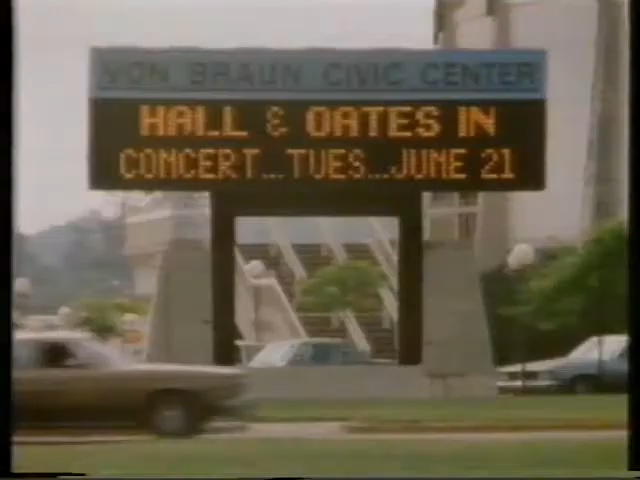 VON BRAUN CIVIC CENTER
HALL & OATES IN
CONCERT...TUES...JUNE 21